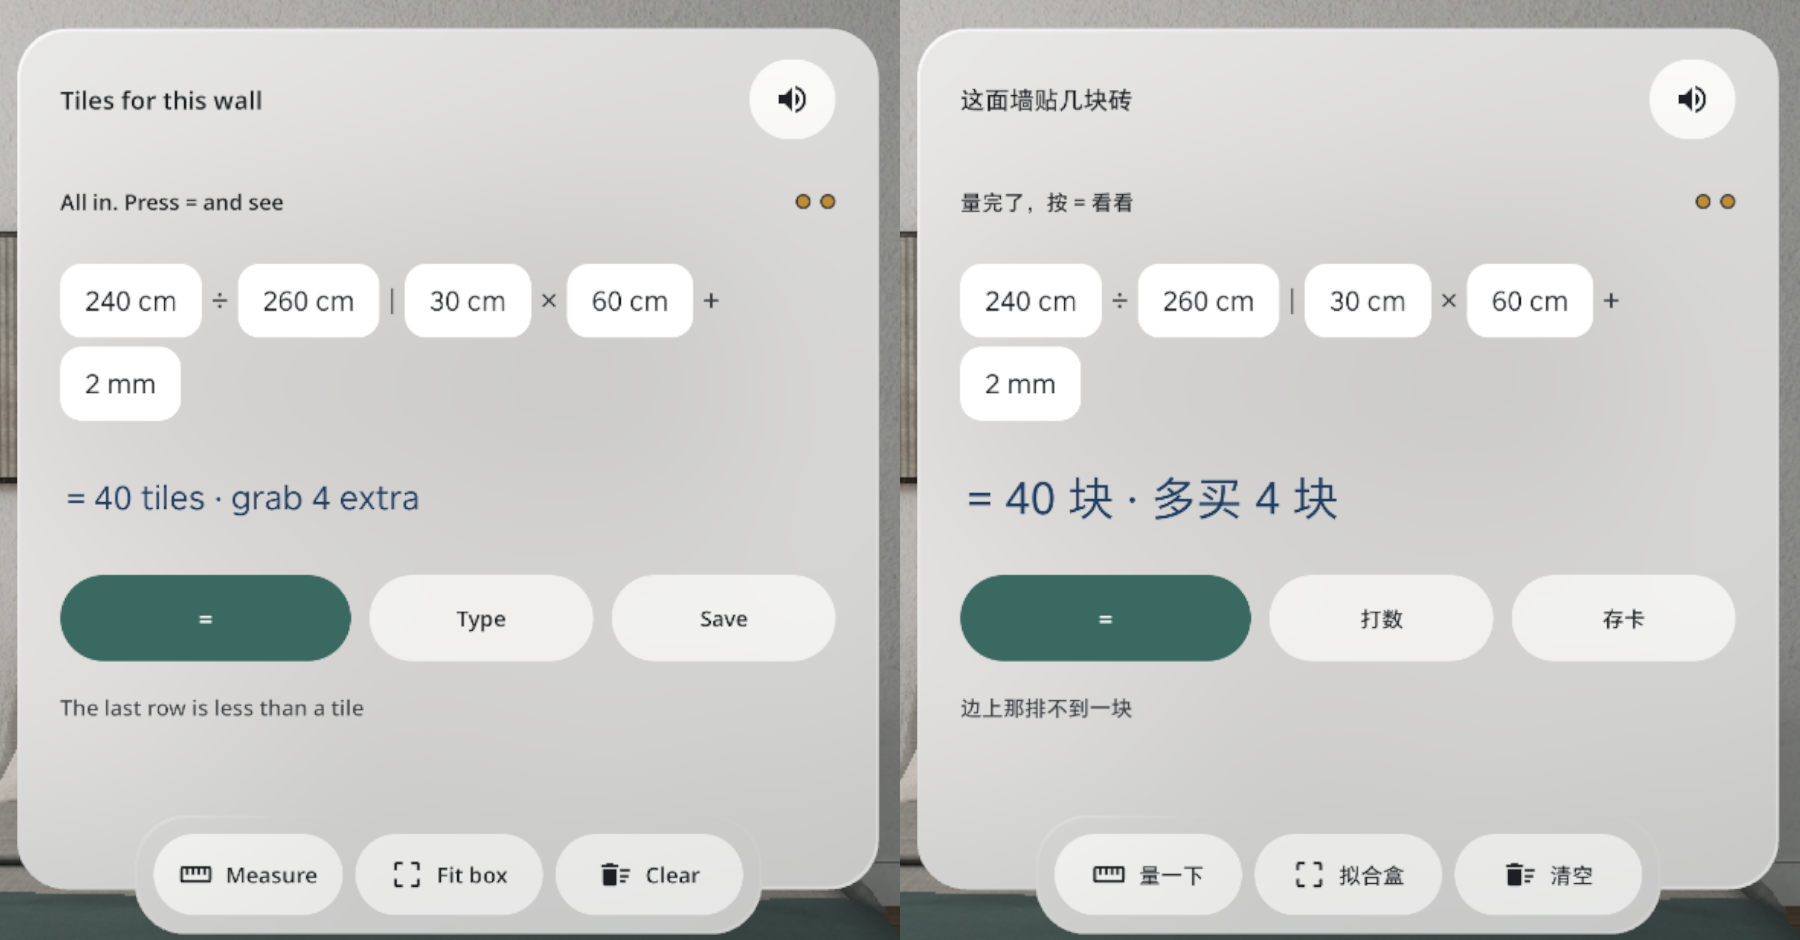 Tiles for this wall
All in. Press = and see
240 cm ÷ 260 cm | 30 cm × 60 cm +
2 mm
= 40 tiles · grab 4 extra
= Type Save
The last row is less than a tile
Measure Fit box Clear
这面墙贴几块砖
量完了，按 = 看看
240 cm ÷ 260 cm | 30 cm × 60 cm +
2 mm
= 40 块 · 多买 4 块
= 打数 存卡
边上那排不到一块
量一下 拟合盒 清空